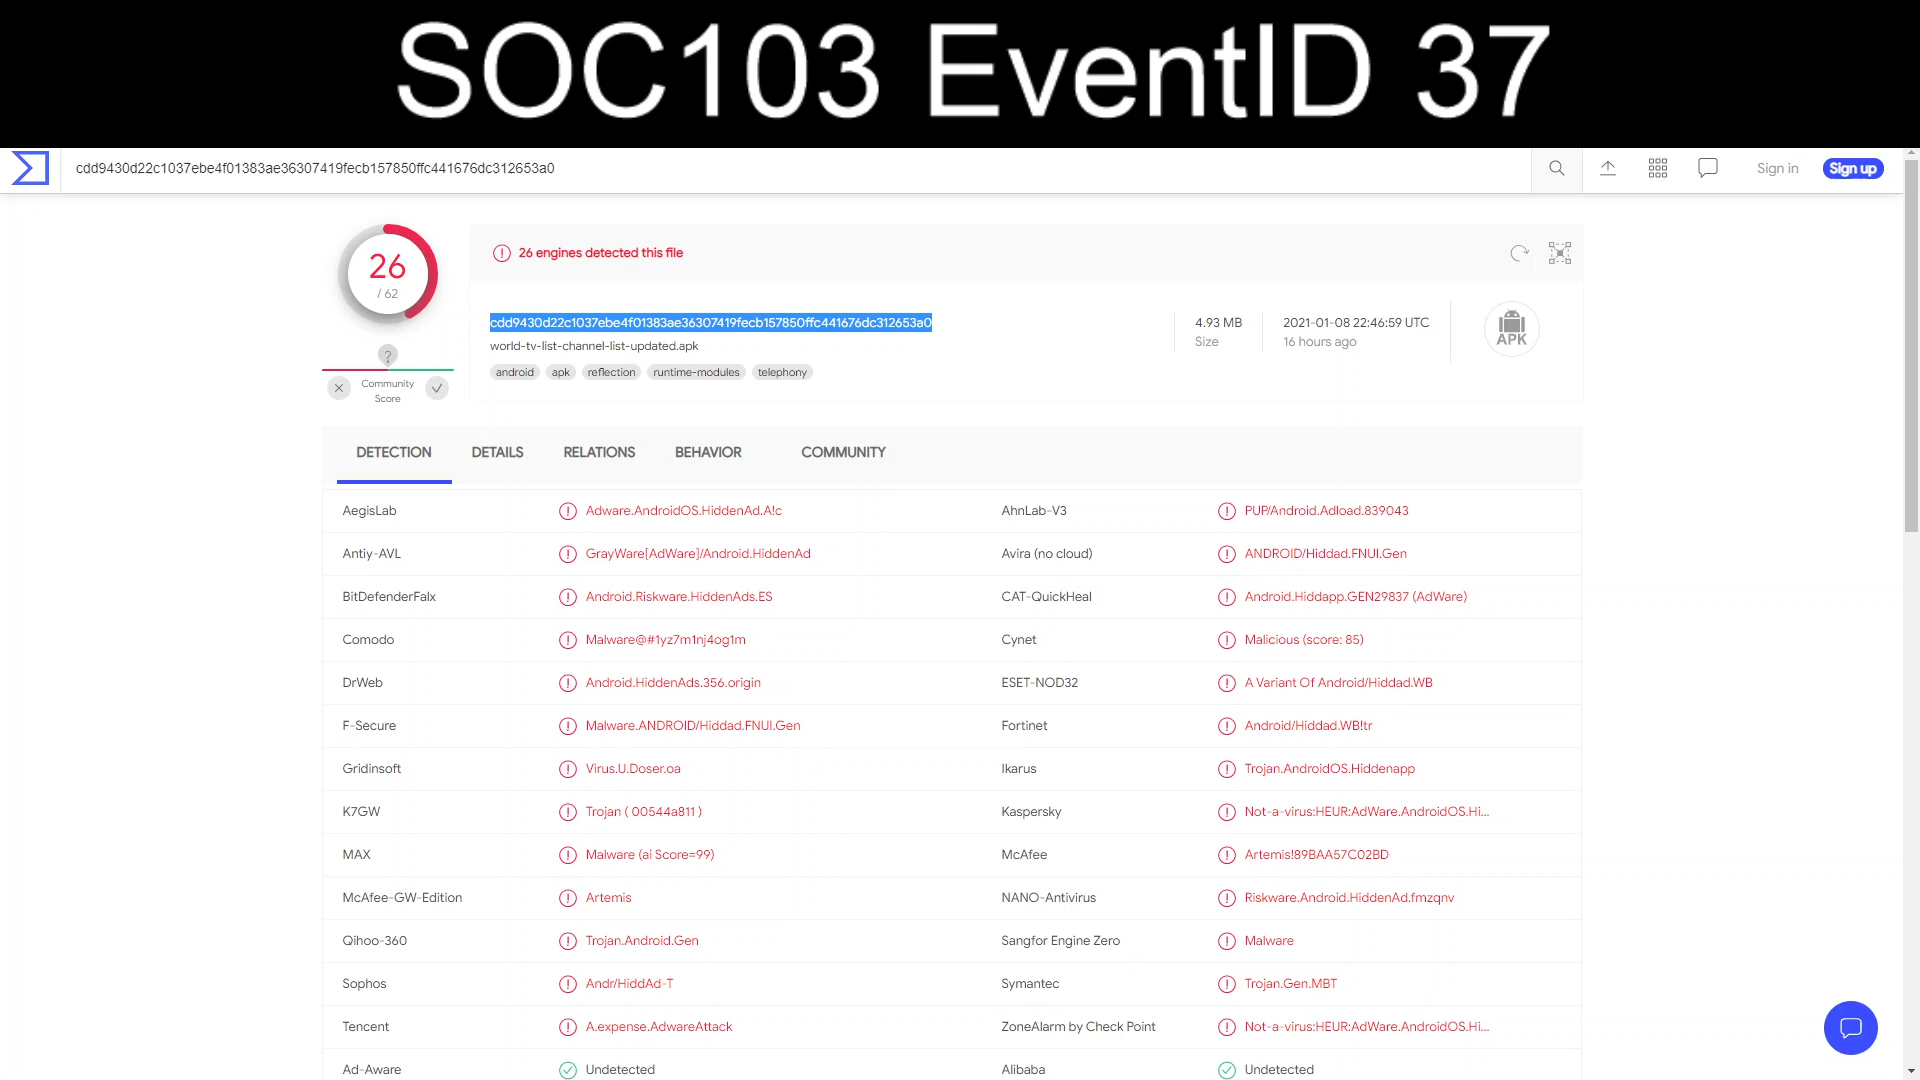 SOC103 EventID 37
cdd9430d22c1037ebe4f01383ae36307419fecb157850ffc441676dc312653a0
Sign in
Sign up
26
/ 62
?
Community
Score
26 engines detected this file
cdd9430d22c1037ebe4f01383ae36307419fecb157850ffc441676dc312653a0
world-tv-list-channel-list-updated.apk
android apk reflection runtime-modules telephony
4.93 MB
Size
2021-01-08 22:46:59 UTC
16 hours ago
APK
DETECTION DETAILS RELATIONS BEHAVIOR COMMUNITY
AegisLab Adware.AndroidOS.HiddenAd.A!c AhnLab-V3 PUP/Android.Adload.839043
Antiy-AVL GrayWare[AdWare]/Android.HiddenAd Avira (no cloud) ANDROID/Hiddad.FNUI.Gen
BitDefenderFalx Android.Riskware.HiddenAds.ES CAT-QuickHeal Android.Hiddapp.GEN29837 (AdWare)
Comodo Malware@#1yz7m1nj4og1m Cynet Malicious (score: 85)
DrWeb Android.HiddenAds.356.origin ESET-NOD32 A Variant Of Android/Hiddad.WB
F-Secure Malware.ANDROID/Hiddad.FNUI.Gen Fortinet Android/Hiddad.WB!tr
Gridinsoft Virus.U.Doser.oa Ikarus Trojan.AndroidOS.Hiddenapp
K7GW Trojan ( 00544a811 ) Kaspersky Not-a-virus:HEUR:AdWare.AndroidOS.Hi...
MAX Malware (ai Score=99) McAfee Artemis!89BAA57C02BD
McAfee-GW-Edition Artemis NANO-Antivirus Riskware.Android.HiddenAd.fmzqnv
Qihoo-360 Trojan.Android.Gen Sangfor Engine Zero Malware
Sophos Andr/HiddAd-T Symantec Trojan.Gen.MBT
Tencent A.expense.AdwareAttack ZoneAlarm by Check Point Not-a-virus:HEUR:AdWare.AndroidOS.Hi...
Ad-Aware Undetected Alibaba Undetected